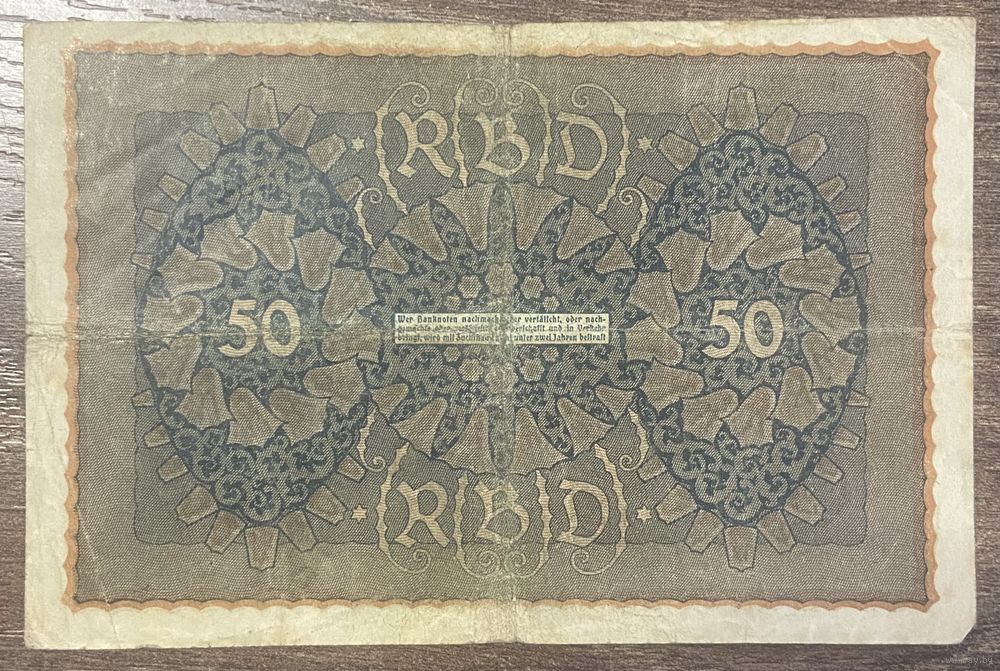 RBD
50
50
Wer Banknoten nachmacht oder verfälscht, oder nach-
gemachte oder verfälschte verschafft und in Verkehr
bringt, wird mit Zuchthaus unter zwei Jahren bestraft
RBD